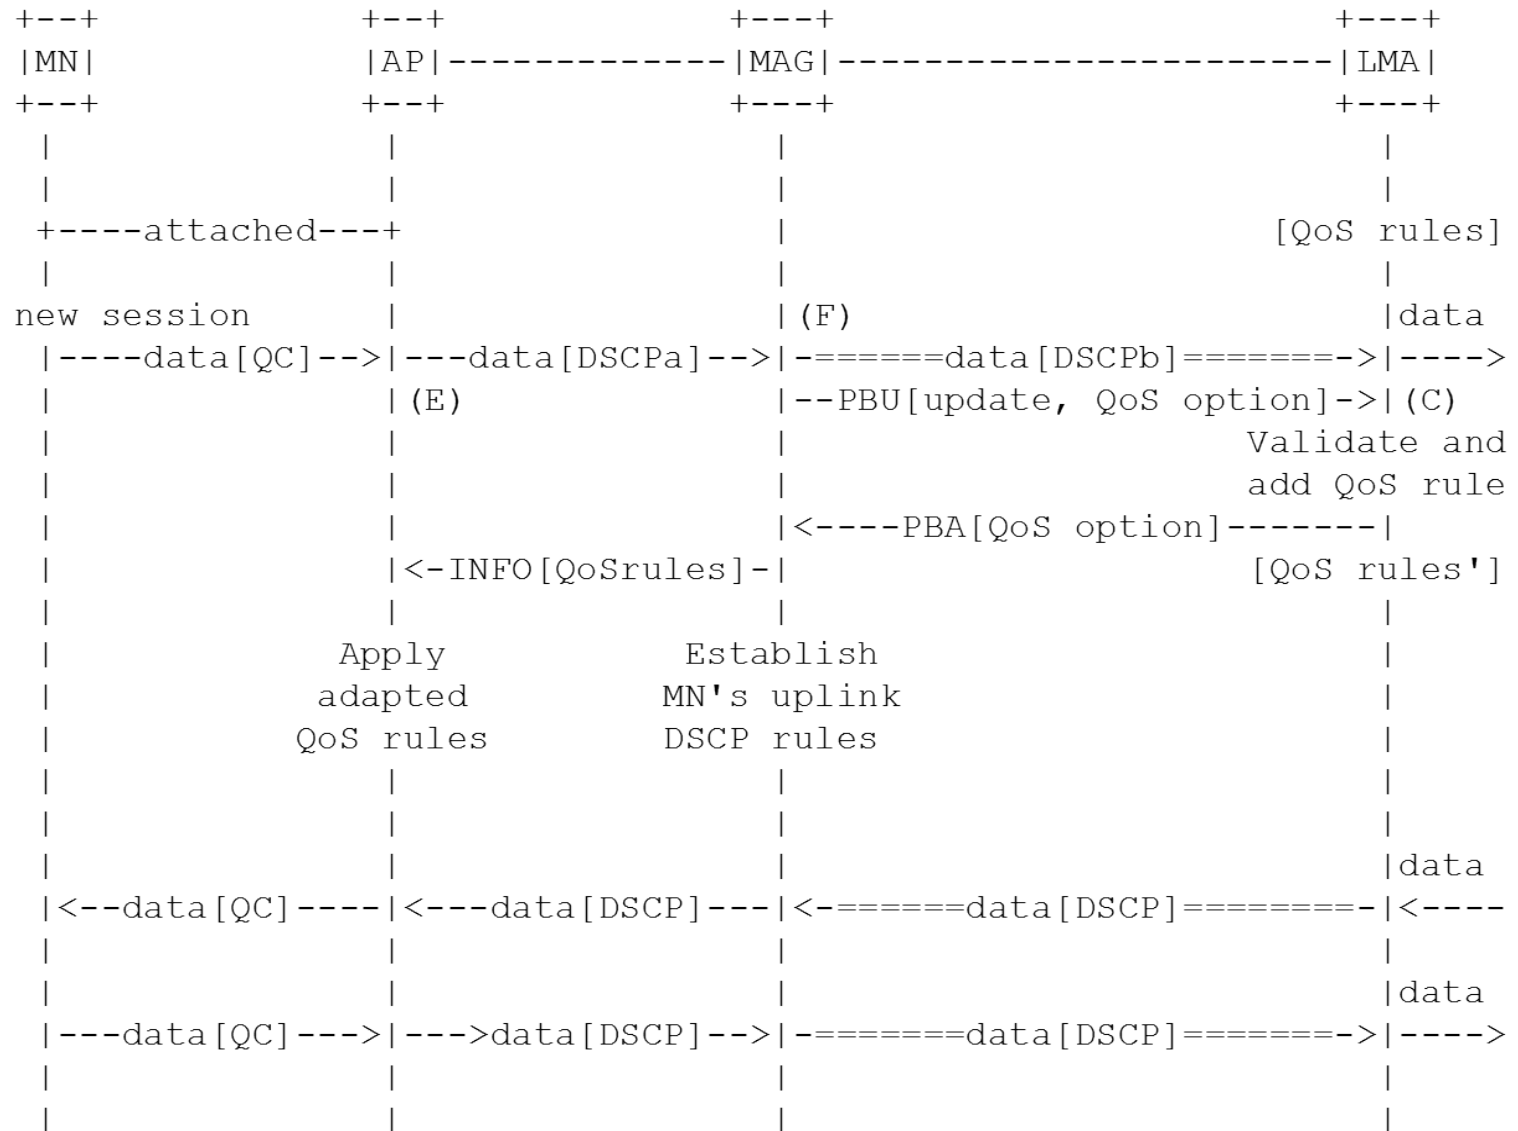 +--+            +--+             +---+                       +---+
|MN|            |AP|-------------|MAG|-----------------------|LMA|
+--+            +--+             +---+                       +---+
 |                |                  |                            |
 |                |                  |                            |
 +----attached---+                  |                       [QoS rules]
 |                |                  |                            |
new session       |                  |(F)                         |data
 |----data[QC]-->|---data[DSCPa]-->|-======data[DSCPb]=======->|---->
 |                |(E)               |--PBU[update, QoS option]->|(C)
 |                |                  |                     Validate and
 |                |                  |                     add QoS rule
 |                |                  |<----PBA[QoS option]-------|
 |                |<-INFO[QoSrules]-|                      [QoS rules']
 |                |                  |                            |
 |              Apply            Establish                        |
 |             adapted          MN's uplink                       |
 |            QoS rules         DSCP rules                        |
 |                |                  |                            |
 |                |                  |                            |
 |                |                  |                            |data
 |<--data[QC]----|<---data[DSCP]---|<-======data[DSCP]========-|<----
 |                |                  |                            |
 |                |                  |                            |data
 |---data[QC]--->|--->data[DSCP]-->|-=======data[DSCP]=======->|---->
 |                |                  |                            |
 |                |                  |                            |